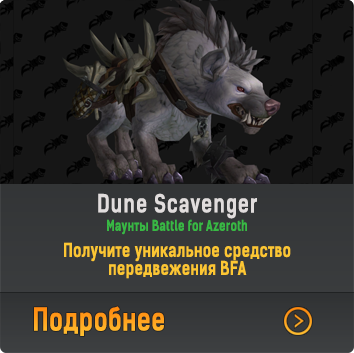 Dune Scavenger
Маунты Battle for Azeroth
Получите уникальное средство
передвежения BFA
Подробнее